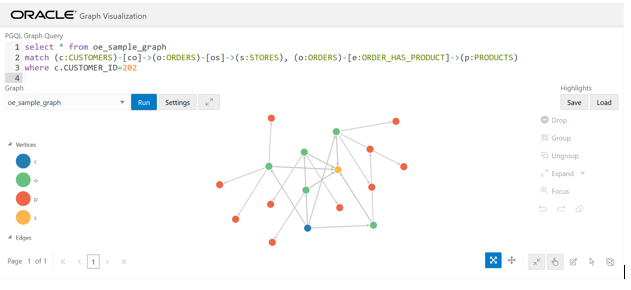 ORACLE® Graph Visualization
PGQL Graph Query
1 select * from oe_sample_graph
2 match (c:CUSTOMERS)-[co]->(o:ORDERS)-[os]->(s:STORES), (o:ORDERS)-[e:ORDER_HAS_PRODUCT]->(p:PRODUCTS)
3 where c.CUSTOMER_ID=202
4
Graph
Highlights
oe_sample_graph Run Settings Save Load
Drop
Group
Ungroup
Expand
Focus
Vertices
c
o
p
s
Edges
Page 1 of 1 1